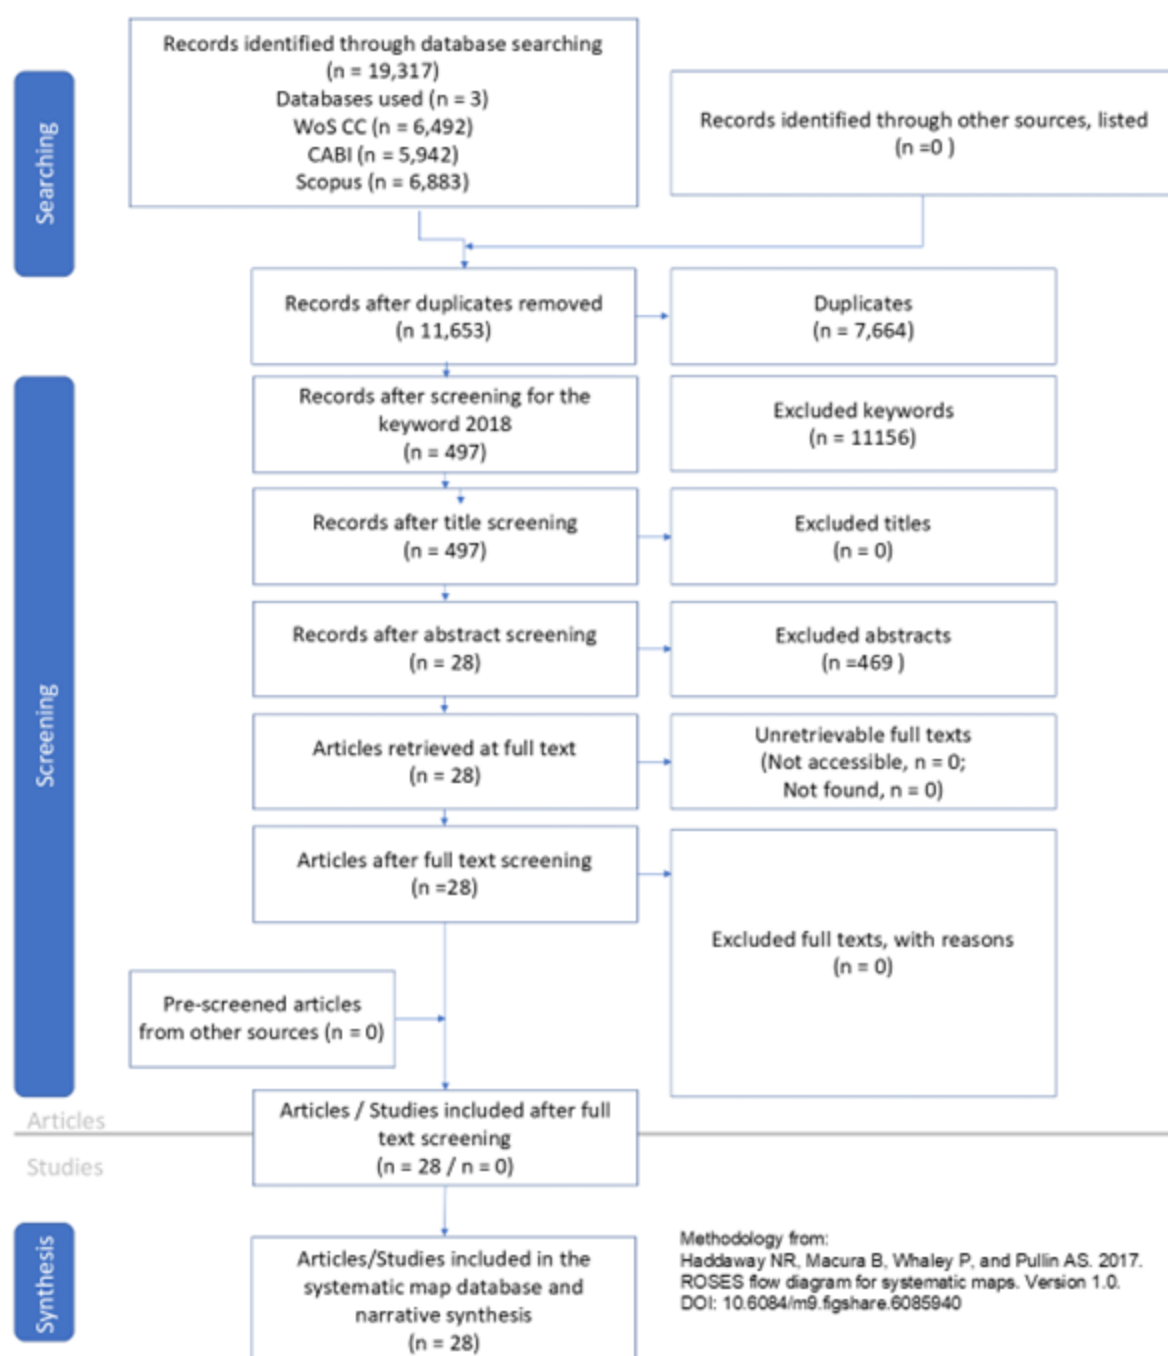 Searching
Records identified through database searching
(n = 19,317)
Databases used (n = 3)
WoS CC (n = 6,492)
CABI (n = 5,942)
Scopus (n = 6,883)
Records identified through other sources, listed
(n =0 )
Records after duplicates removed
(n 11,653)
Duplicates
(n = 7,664)
Screening
Records after screening for the
keyword 2018
(n = 497)
Excluded keywords
(n = 11156)
Records after title screening
(n = 497)
Excluded titles
(n = 0)
Records after abstract screening
(n = 28)
Excluded abstracts
(n =469 )
Articles retrieved at full text
(n = 28)
Unretrievable full texts
(Not accessible, n = 0;
Not found, n = 0)
Articles after full text screening
(n =28)
Excluded full texts, with reasons
(n = 0)
Pre-screened articles
from other sources (n = 0)
Articles
Studies
Articles / Studies included after full
text screening
(n = 28 / n = 0)
Synthesis
Articles/Studies included in the
systematic map database and
narrative synthesis
(n = 28)
Methodology from:
Haddaway NR, Macura B, Whaley P, and Pullin AS. 2017.
ROSES flow diagram for systematic maps. Version 1.0.
DOI: 10.6084/m9.figshare.6085940